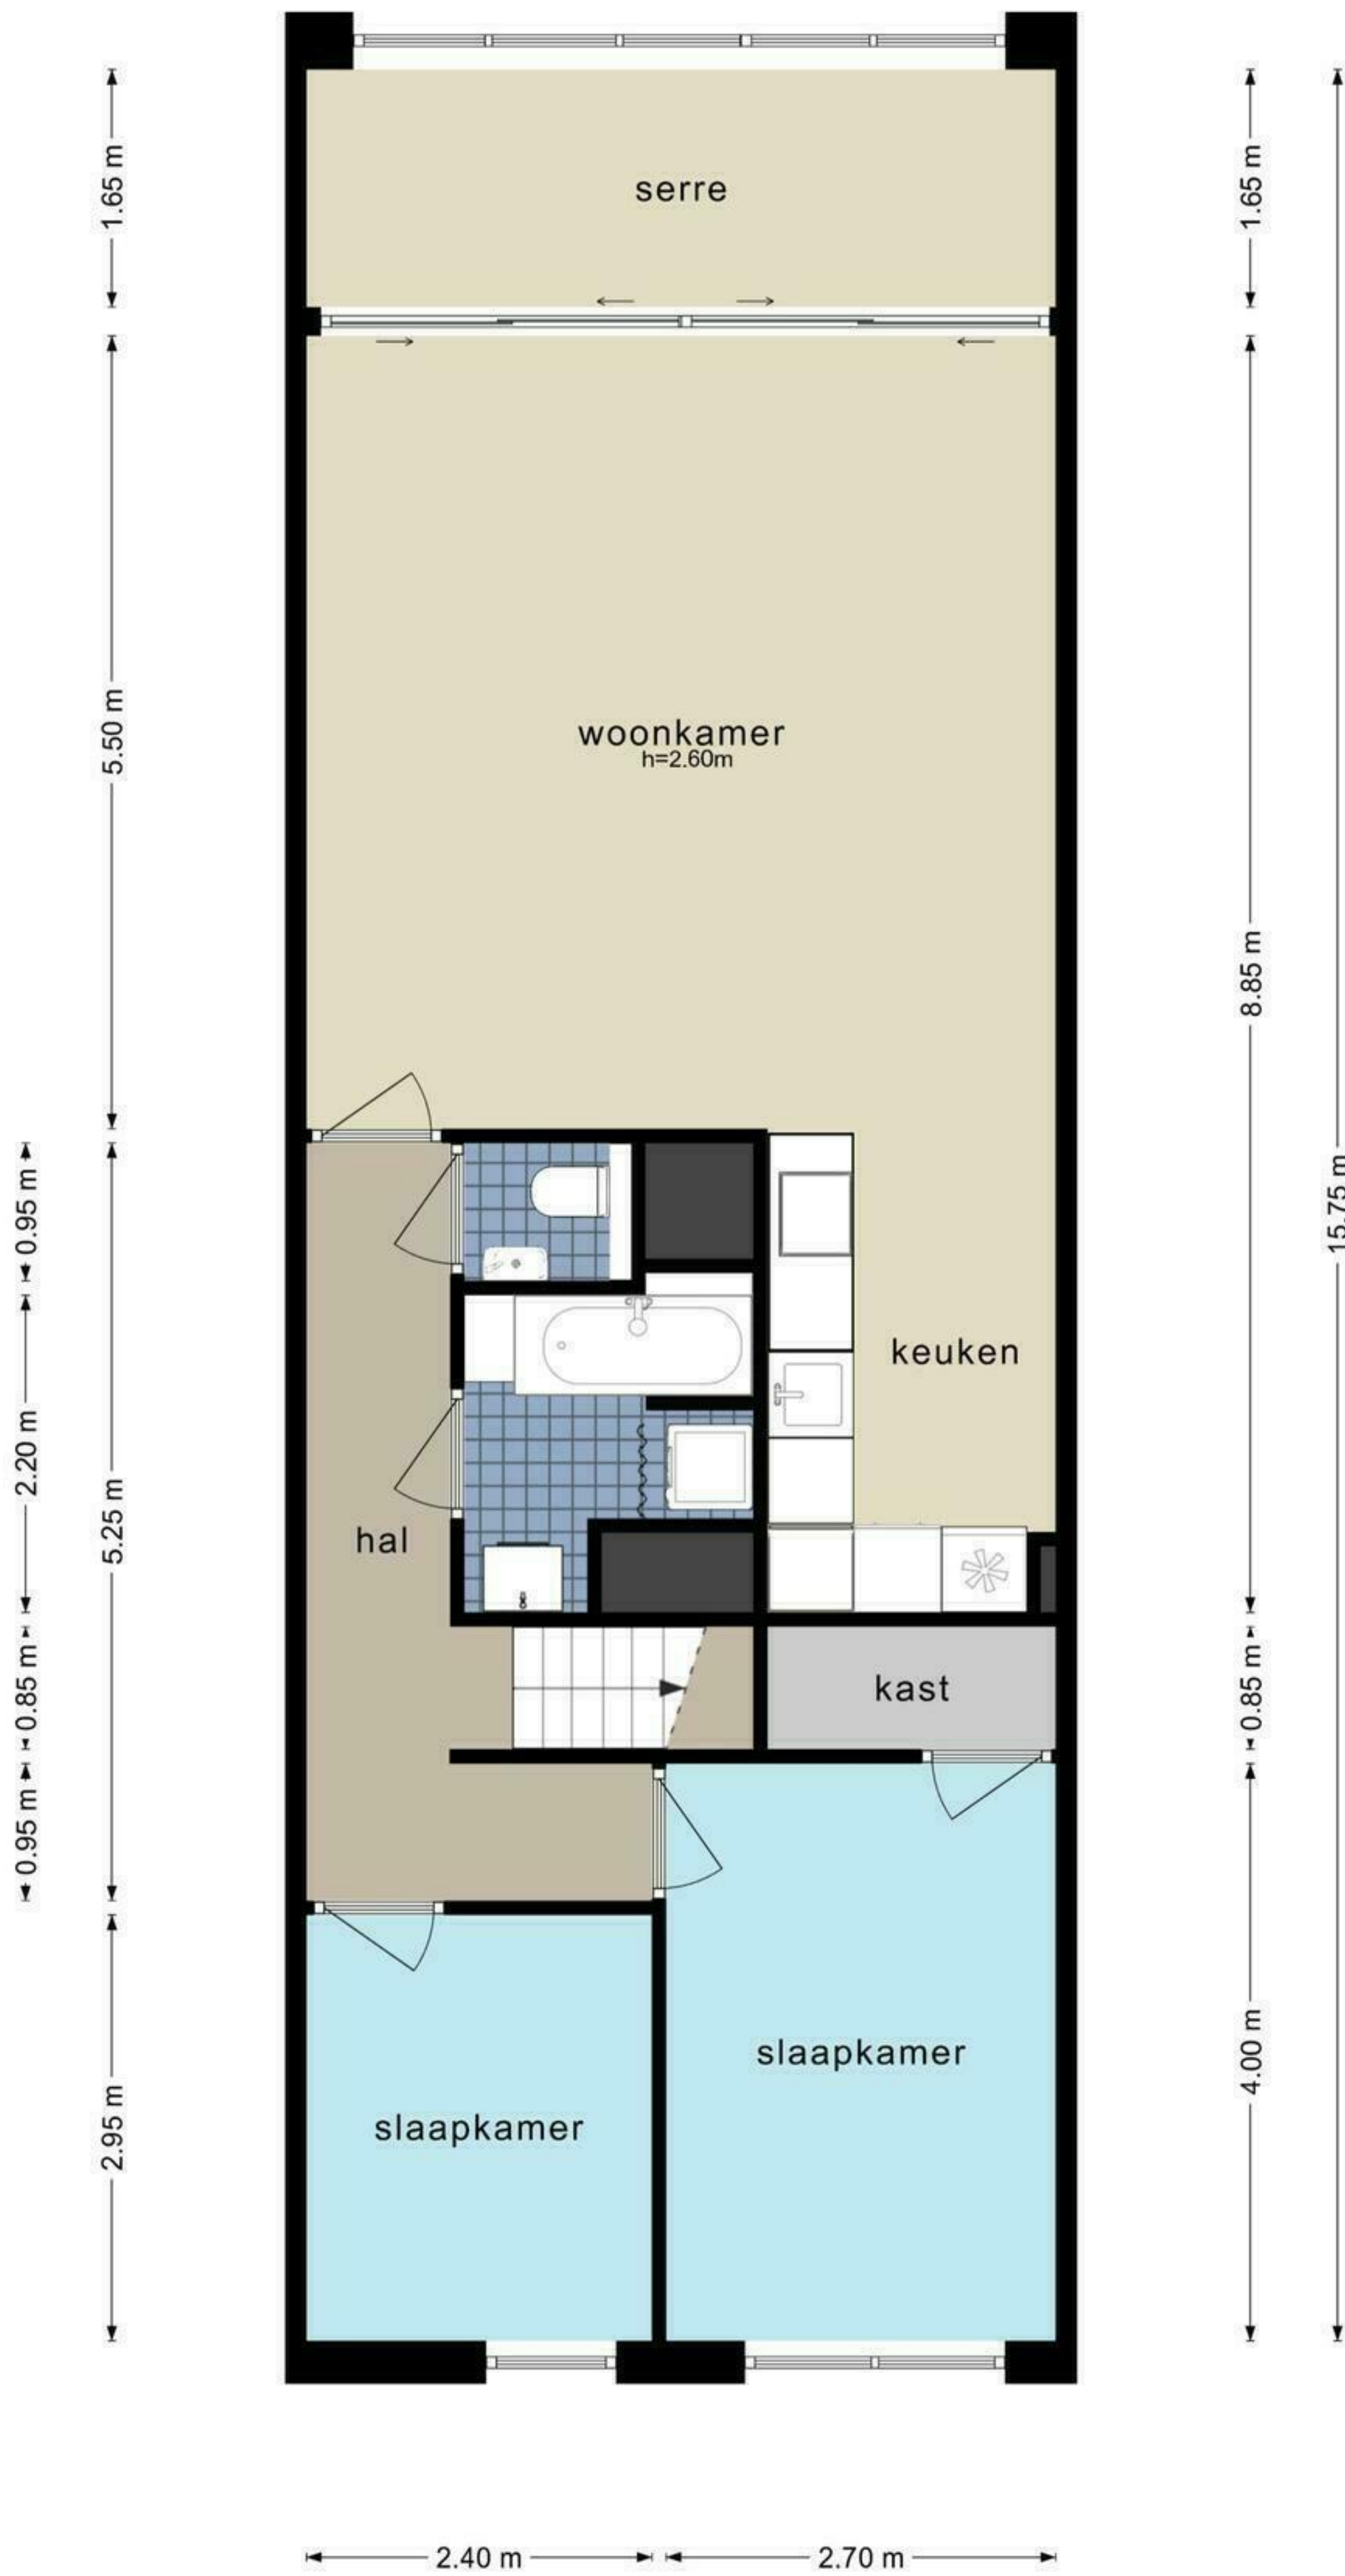 serre
1.65 m
1.65 m
woonkamer
h=2.60m
5.50 m
8.85 m
15.75 m
0.95 m
keuken
2.20 m
5.25 m
hal
0.85 m
kast
0.85 m
0.95 m
slaapkamer
4.00 m
slaapkamer
2.95 m
2.40 m
2.70 m